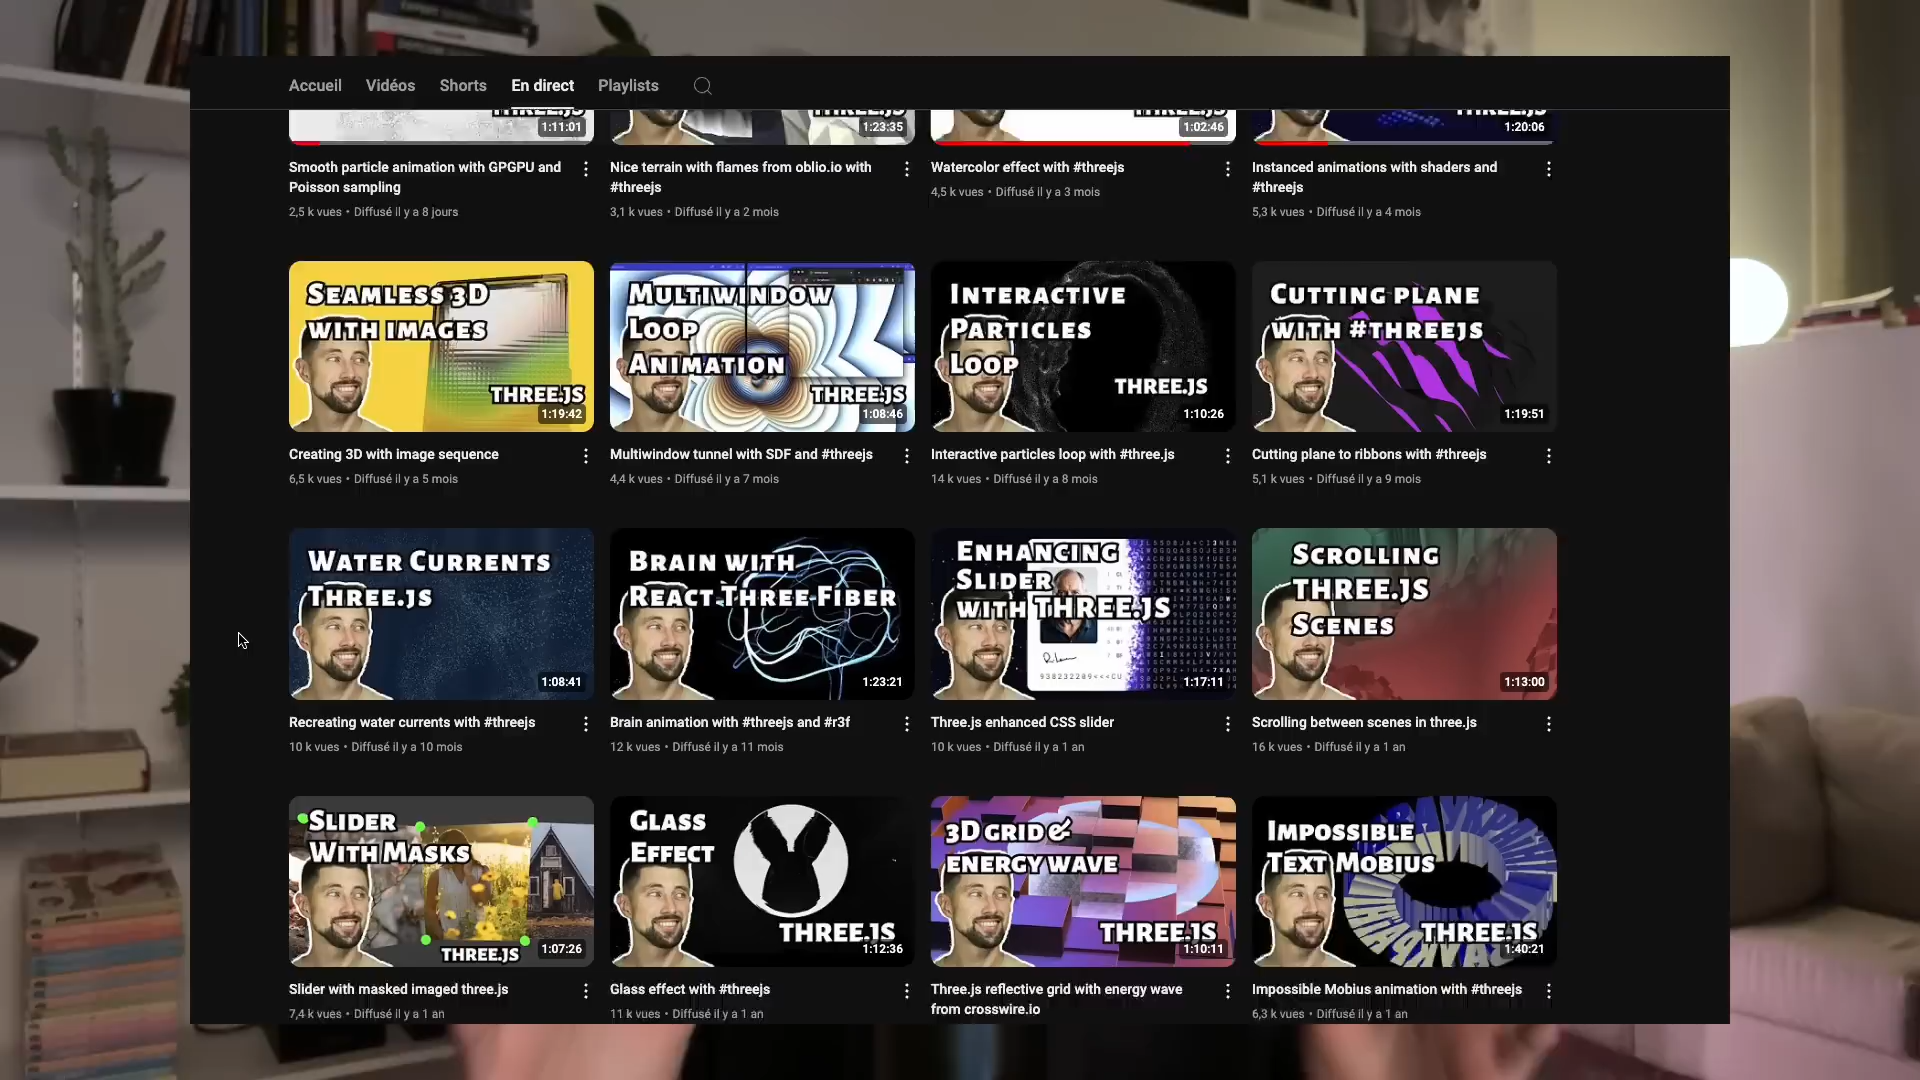 Accueil Vidéos Shorts En direct Playlists
THREE.JS
1:11:01
THREE.JS
1:23:35
THREE.JS
1:02:46
THREE.JS
1:20:06
Smooth particle animation with GPGPU and
Poisson sampling
2,5 k vues • Diffusé il y a 8 jours
Nice terrain with flames from oblio.io with
#threejs
3,1 k vues • Diffusé il y a 2 mois
Watercolor effect with #threejs
4,5 k vues • Diffusé il y a 3 mois
Instanced animations with shaders and
#threejs
5,3 k vues • Diffusé il y a 4 mois
SEAMLESS 3D
WITH IMAGES
THREE.JS
1:19:42
Creating 3D with image sequence
6,5 k vues • Diffusé il y a 5 mois
MULTIWINDOW
LOOP
ANIMATION
THREE.JS
1:08:46
Multiwindow tunnel with SDF and #threejs
4,4 k vues • Diffusé il y a 7 mois
INTERACTIVE
PARTICLES
LOOP
THREE.JS
1:10:26
Interactive particles loop with #three.js
14 k vues • Diffusé il y a 8 mois
CUTTING PLANE
WITH #THREEJS
1:19:51
Cutting plane to ribbons with #threejs
5,1 k vues • Diffusé il y a 9 mois
WATER CURRENTS
THREE.JS
1:08:41
Recreating water currents with #threejs
10 k vues • Diffusé il y a 10 mois
BRAIN WITH
REACT THREE FIBER
1:23:21
Brain animation with #threejs and #r3f
12 k vues • Diffusé il y a 11 mois
ENHANCING
SLIDER
WITH THREE.JS
1:17:11
Three.js enhanced CSS slider
10 k vues • Diffusé il y a 1 an
SCROLLING
THREE.JS
SCENES
1:13:00
Scrolling between scenes in three.js
16 k vues • Diffusé il y a 1 an
SLIDER
WITH MASKS
THREE.JS
1:07:26
Slider with masked imaged three.js
7,4 k vues • Diffusé il y a 1 an
GLASS
EFFECT
THREE.JS
1:12:36
Glass effect with #threejs
11 k vues • Diffusé il y a 1 an
3D GRID &
ENERGY WAVE
THREE.JS
1:10:11
Three.js reflective grid with energy wave
from crosswire.io
IMPOSSIBLE
TEXT MOBIUS
THREE.JS
1:40:21
Impossible Mobius animation with #threejs
6,3 k vues • Diffusé il y a 1 an